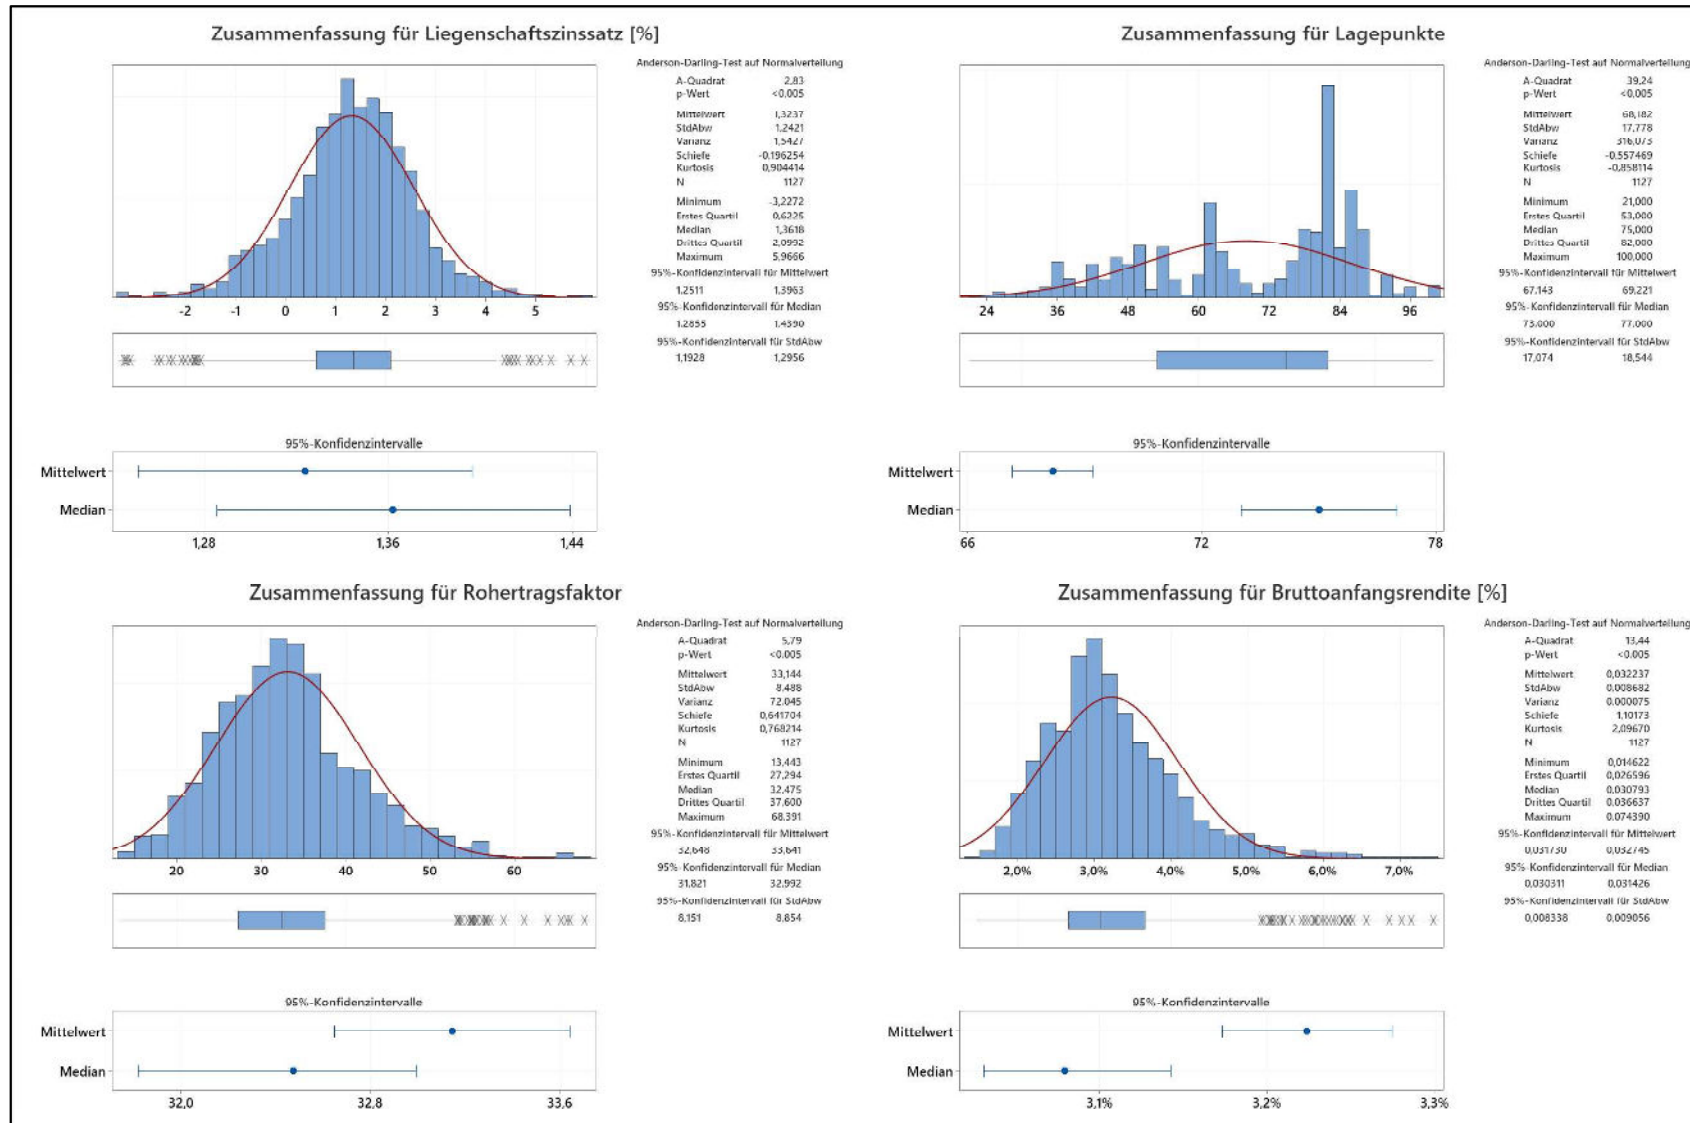 Zusammenfassung für Liegenschaftszinssatz [%]
Anderson-Darling-Test auf Normalverteilung
A-Quadrat 2,83
p-Wert <0,005
Mittelwert 1,3237
StdAbw 1,2421
Varianz 1,5427
Schiefe -0,196254
Kurtosis 0,904414
N 1127
Minimum -3,2272
Erstes Quartil 0,6225
Median 1,3618
Drittes Quartil 2,0992
Maximum 5,9666
95%-Konfidenzintervall für Mittelwert
1,2511 1,3963
95%-Konfidenzintervall für Median
1,2855 1,4390
95%-Konfidenzintervall für StdAbw
1,1928 1,2956
-2 -1 0 1 2 3 4 5
95%-Konfidenzintervalle
Mittelwert
Median
1,28 1,36 1,44
Zusammenfassung für Lagepunkte
Anderson-Darling-Test auf Normalverteilung
A-Quadrat 39,24
p-Wert <0,005
Mittelwert 68,182
StdAbw 17,778
Varianz 316,073
Schiefe -0,557469
Kurtosis -0,858114
N 1127
Minimum 21,000
Erstes Quartil 53,000
Median 75,000
Drittes Quartil 82,000
Maximum 100,000
95%-Konfidenzintervall für Mittelwert
67,143 69,221
95%-Konfidenzintervall für Median
73,000 77,000
95%-Konfidenzintervall für StdAbw
17,074 18,544
24 36 48 60 72 84 96
95%-Konfidenzintervalle
Mittelwert
Median
66 72 78
Zusammenfassung für Rohertragsfaktor
Anderson-Darling-Test auf Normalverteilung
A-Quadrat 5,79
p-Wert <0,005
Mittelwert 33,144
StdAbw 8,488
Varianz 72,045
Schiefe 0,641704
Kurtosis 0,768214
N 1127
Minimum 13,443
Erstes Quartil 27,294
Median 32,475
Drittes Quartil 37,600
Maximum 68,391
95%-Konfidenzintervall für Mittelwert
32,648 33,641
95%-Konfidenzintervall für Median
31,821 32,992
95%-Konfidenzintervall für StdAbw
8,151 8,854
20 30 40 50 60
95%-Konfidenzintervalle
Mittelwert
Median
32,0 32,8 33,6
Zusammenfassung für Bruttoanfangsrendite [%]
Anderson-Darling-Test auf Normalverteilung
A-Quadrat 13,44
p-Wert <0,005
Mittelwert 0,032237
StdAbw 0,008682
Varianz 0,000075
Schiefe 1,10173
Kurtosis 2,09670
N 1127
Minimum 0,014622
Erstes Quartil 0,026596
Median 0,030793
Drittes Quartil 0,036637
Maximum 0,074390
95%-Konfidenzintervall für Mittelwert
0,031730 0,032745
95%-Konfidenzintervall für Median
0,030311 0,031426
95%-Konfidenzintervall für StdAbw
0,008338 0,009056
2,0% 3,0% 4,0% 5,0% 6,0% 7,0%
95%-Konfidenzintervalle
Mittelwert
Median
3,1% 3,2% 3,3%